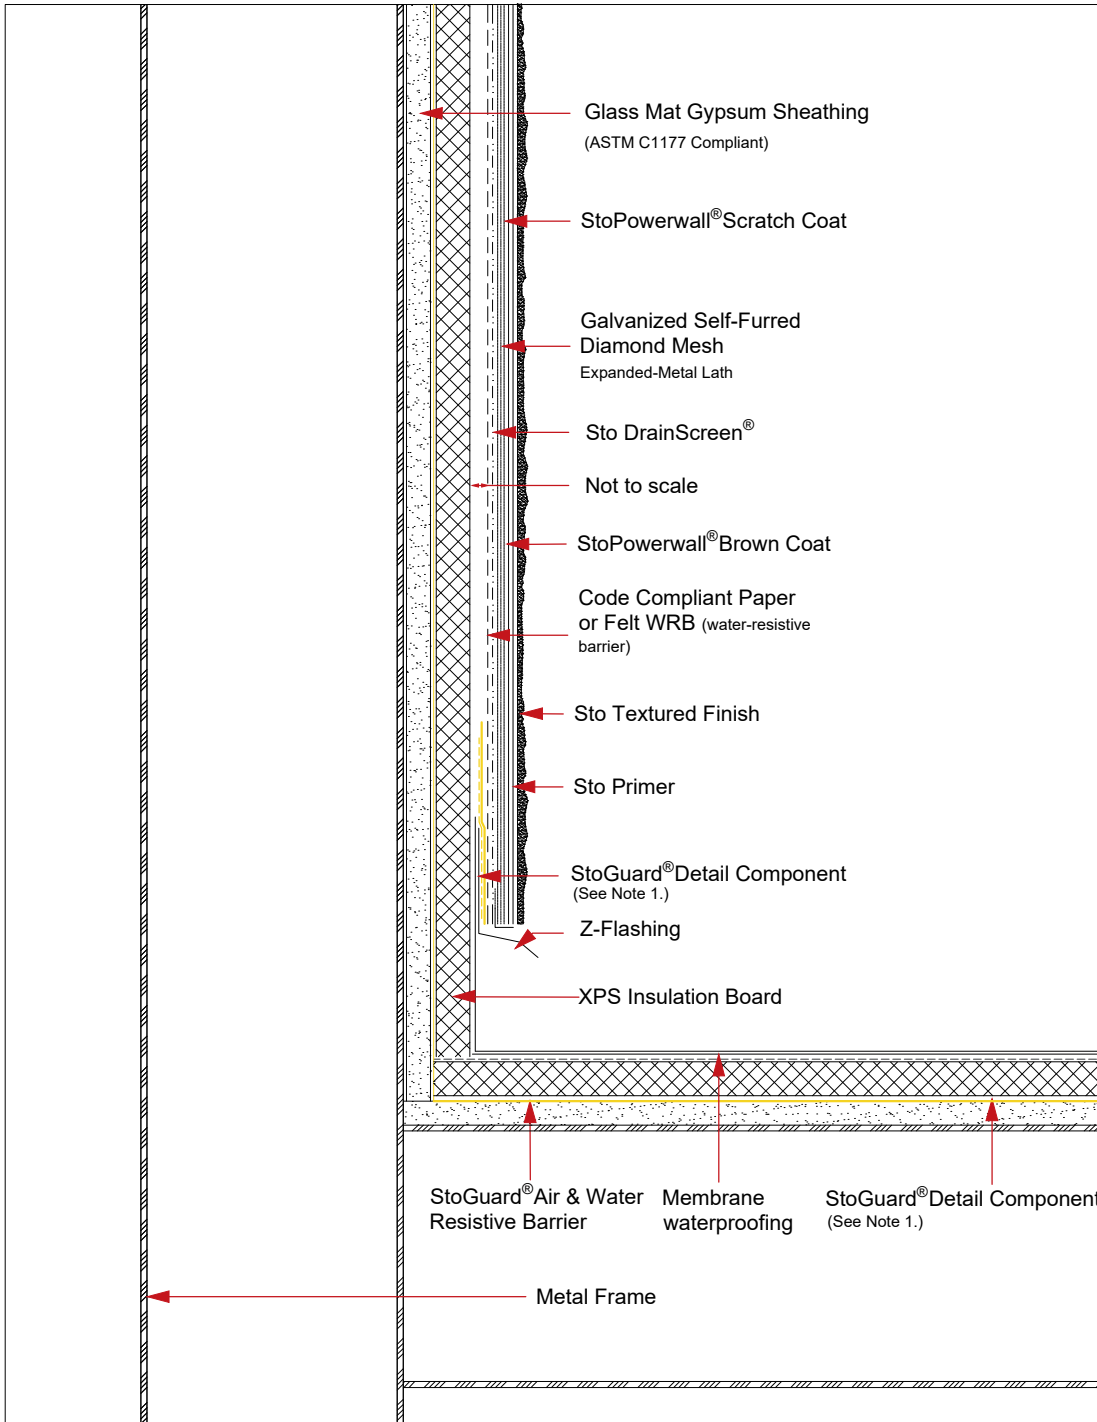 Glass Mat Gypsum Sheathing
(ASTM C1177 Compliant)
StoPowerwall®Scratch Coat
Galvanized Self-Furred
Diamond Mesh
Expanded-Metal Lath
Sto DrainScreen®
Not to scale
StoPowerwall®Brown Coat
Code Compliant Paper
or Felt WRB (water-resistive
barrier)
Sto Textured Finish
Sto Primer
StoGuard®Detail Component
(See Note 1.)
Z-Flashing
XPS Insulation Board
StoGuard®Air & Water
Resistive Barrier
Membrane
waterproofing
StoGuard®Detail Component
(See Note 1.)
Metal Frame